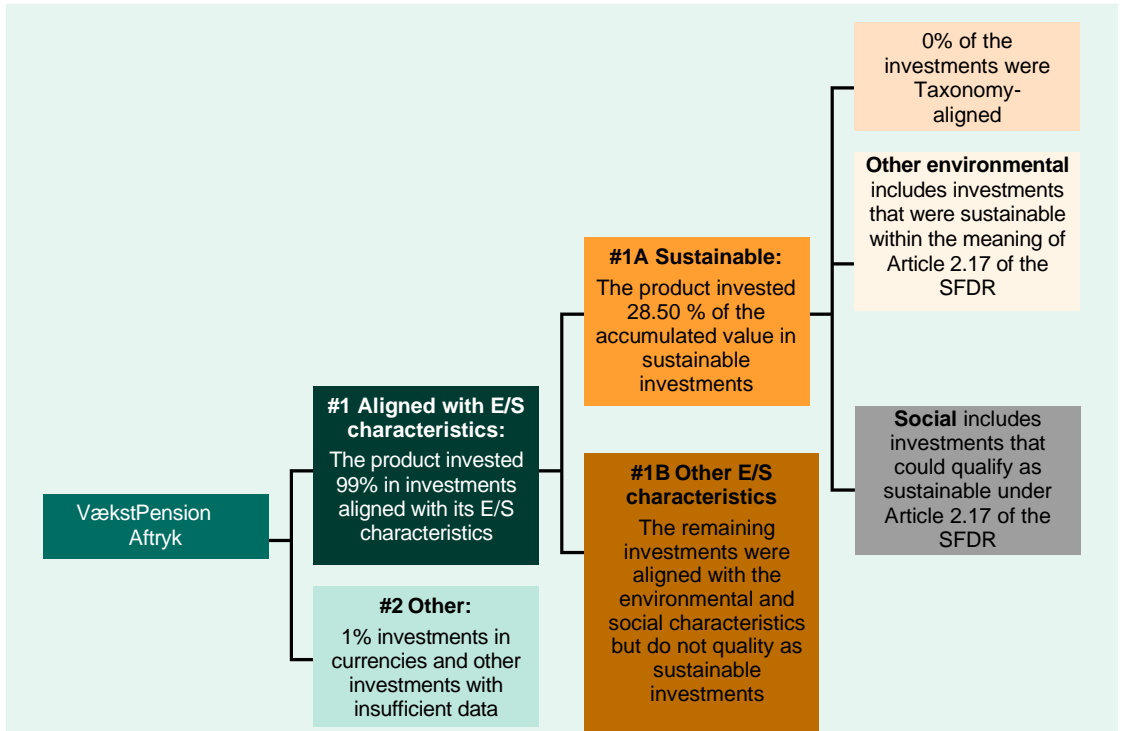 VækstPension
Aftryk
#1 Aligned with E/S
characteristics:
The product invested
99% in investments
aligned with its E/S
characteristics
#2 Other:
1% investments in
currencies and other
investments with
insufficient data
#1A Sustainable:
The product invested
28.50 % of the
accumulated value in
sustainable
investments
#1B Other E/S
characteristics
The remaining
investments were
aligned with the
environmental and
social characteristics
but do not quality as
sustainable
investments
0% of the
investments were
Taxonomy-
aligned
Other environmental
includes investments
that were sustainable
within the meaning of
Article 2.17 of the
SFDR
Social includes
investments that
could qualify as
sustainable under
Article 2.17 of the
SFDR